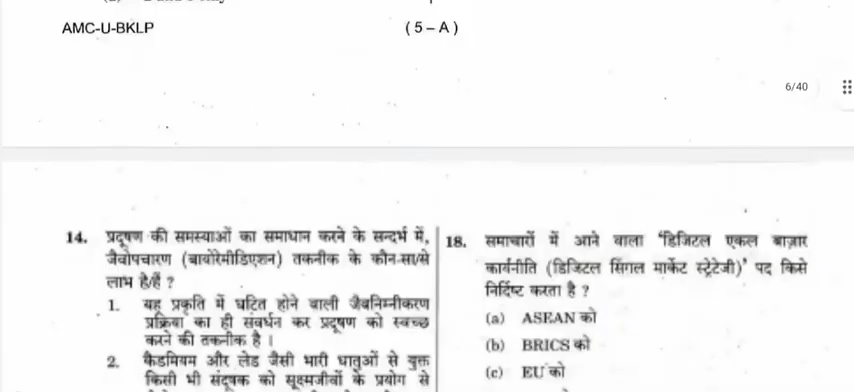 AMC-U-BKLP
( 5 – A )
6/40
14. प्रदूषण की समस्याओं का समाधान करने के सन्दर्भ में,
जैवोपचारण (बायोरेमीडिएशन) तकनीक के कौन-सा/से
लाभ है/हैं ?
1. यह प्रकृति में घटित होने वाली जैवनिम्नीकरण
प्रक्रिया का ही संवर्धन कर प्रदूषण को स्वच्छ
करने की तकनीक है ।
2. कैडमियम और लेड जैसी भारी धातुओं से युक्त
किसी भी संदूषक को सूक्ष्मजीवों के प्रयोग से
18. समाचारों में आने वाला 'डिजिटल एकल बाज़ार
कार्यनीति (डिजिटल सिंगल मार्केट स्ट्रेटेजी)' पद किसे
निर्दिष्ट करता है ?
(a) ASEAN को
(b) BRICS को
(c) EU को